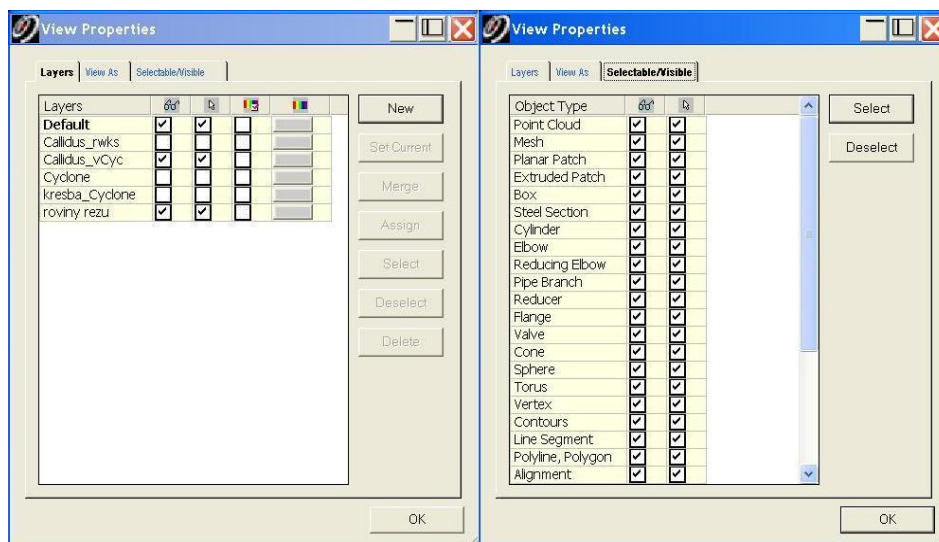 View Properties
Layers View As Selectable/Visible
Layers
Default
Callidus_rwks
Callidus_vCyc
Cyclone
kresba_Cyclone
roviny rezu
New
Set Current
Merge
Assign
Select
Deselect
Delete
OK
View Properties
Layers View As Selectable/Visible
Object Type
Point Cloud
Mesh
Planar Patch
Extruded Patch
Box
Steel Section
Cylinder
Elbow
Reducing Elbow
Pipe Branch
Reducer
Flange
Valve
Cone
Sphere
Torus
Vertex
Contours
Line Segment
Polyline, Polygon
Alignment
Select
Deselect
OK